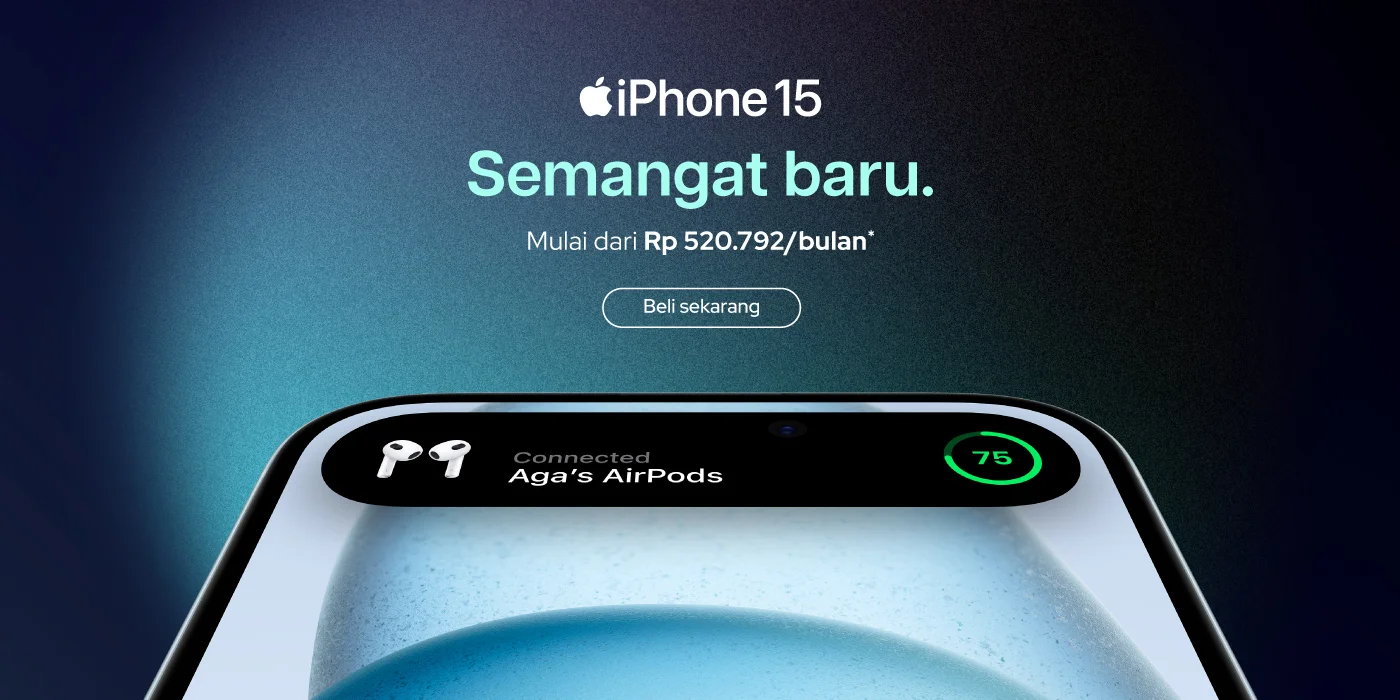 iPhone 15
Semangat baru.
Mulai dari Rp 520.792/bulan*
Beli sekarang
Connected
Aga’s AirPods
75